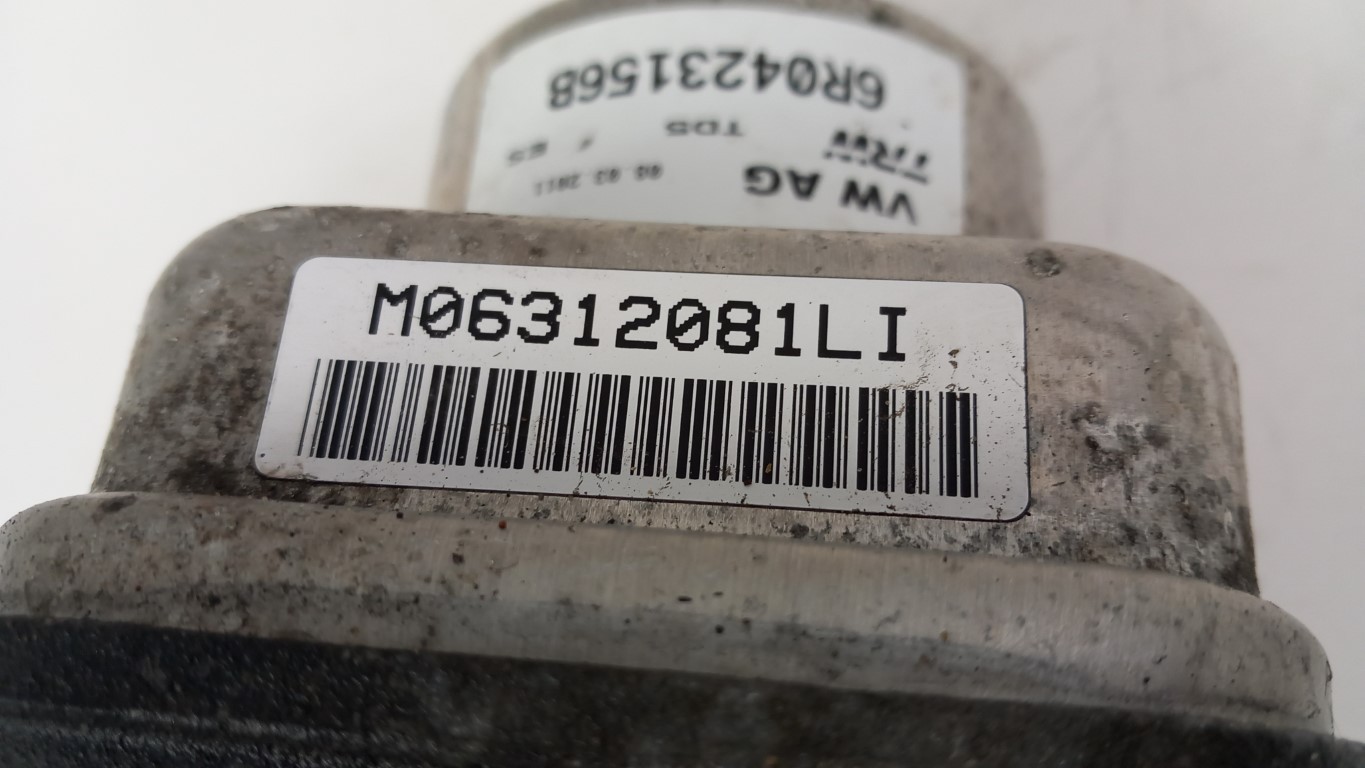 M06312081LI
VW AG
TRW TDS
6R0423156B